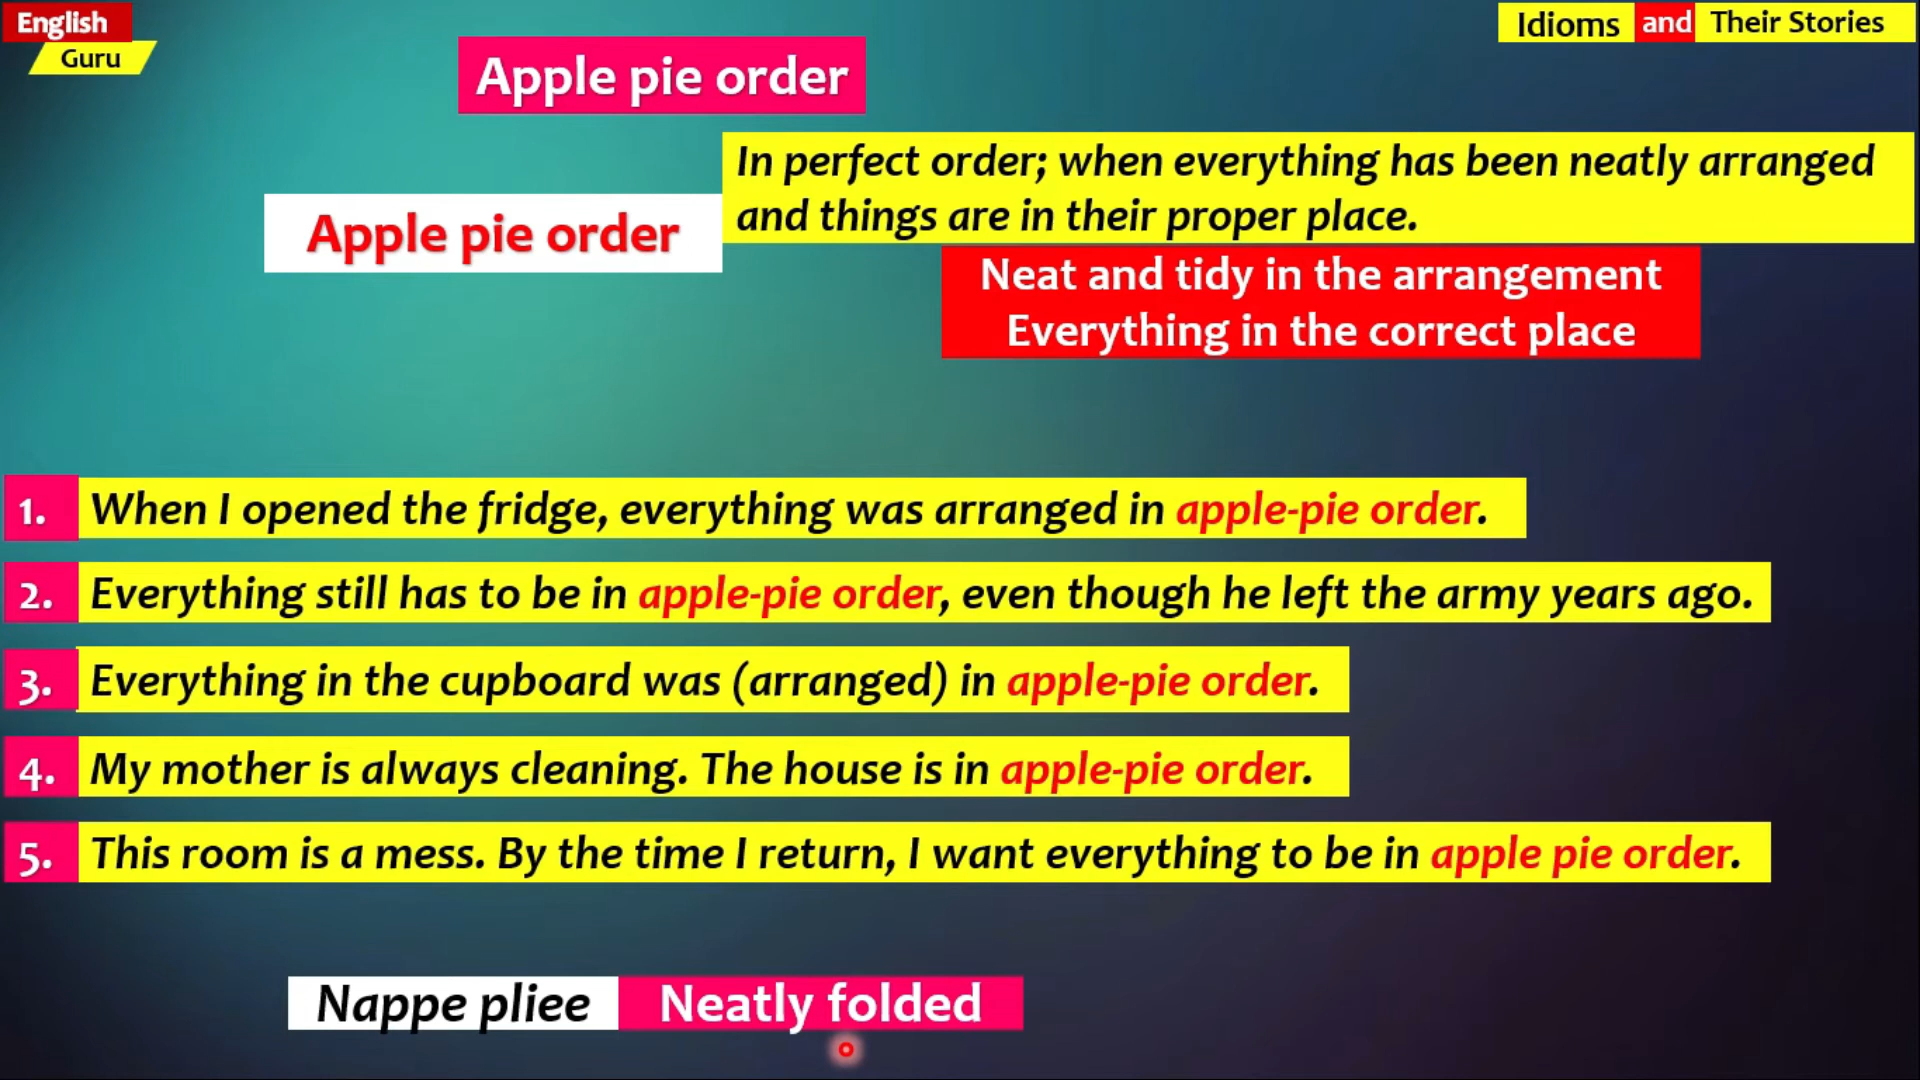 English
Guru
Idioms and Their Stories
Apple pie order
In perfect order; when everything has been neatly arranged
and things are in their proper place.
Apple pie order
Neat and tidy in the arrangement
Everything in the correct place
1. When I opened the fridge, everything was arranged in apple-pie order.
2. Everything still has to be in apple-pie order, even though he left the army years ago.
3. Everything in the cupboard was (arranged) in apple-pie order.
4. My mother is always cleaning. The house is in apple-pie order.
5. This room is a mess. By the time I return, I want everything to be in apple pie order.
Nappe pliee Neatly folded